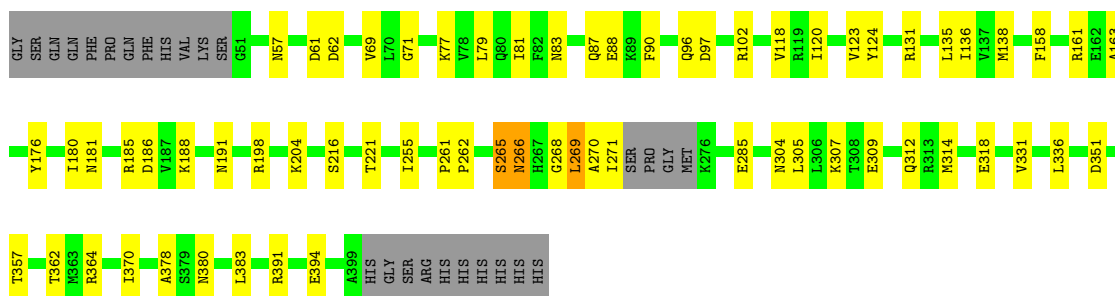 GLY SER GLN GLN PHE PRO GLN PHE HIS VAL LYS SER G51 N57 D61 D62 V69 L70 G71 K77 V78 L79 Q80 I81 F82 N83 Q87 E88 K89 F90 Q96 D97 R102 V118 R119 I120 V123 Y124 R131 L135 I136 V137 M138 F158 R161 E162 A163
Y176 I180 N181 R185 D186 V187 K188 N191 R198 K204 S216 T221 I255 P261 P262 S265 N266 H267 G268 L269 A270 I271 SER PRO GLY MET K276 E285 N304 L305 L306 K307 T308 E309 Q312 R313 M314 E318 V331 L336 D351
T357 T362 M363 R364 I370 A378 S379 N380 L383 R391 E394 A399 HIS GLY SER ARG HIS HIS HIS HIS HIS HIS